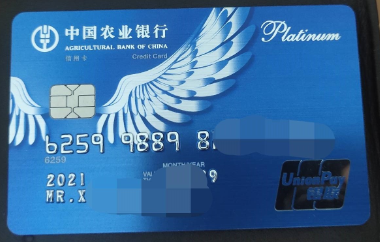 中国农业银行
AGRICULTURAL BANK OF CHINA
Platinum
信用卡 Credit Card
6259 9889 8
6259
MONTH/YEAR
2021 9
MR.X
UnionPay
银联